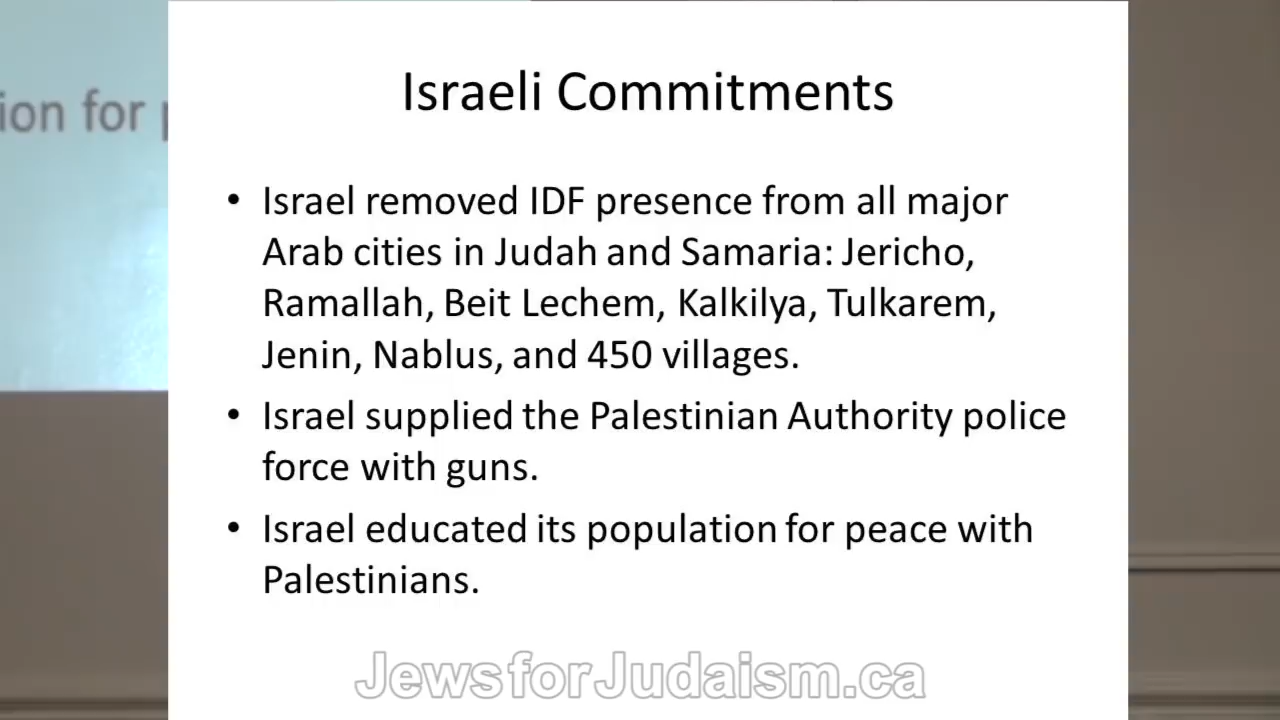 Israeli Commitments
ion for
• Israel removed IDF presence from all major
Arab cities in Judah and Samaria: Jericho,
Ramallah, Beit Lechem, Kalkilya, Tulkarem,
Jenin, Nablus, and 450 villages.
• Israel supplied the Palestinian Authority police
force with guns.
• Israel educated its population for peace with
Palestinians.
JewsforJudaism.ca